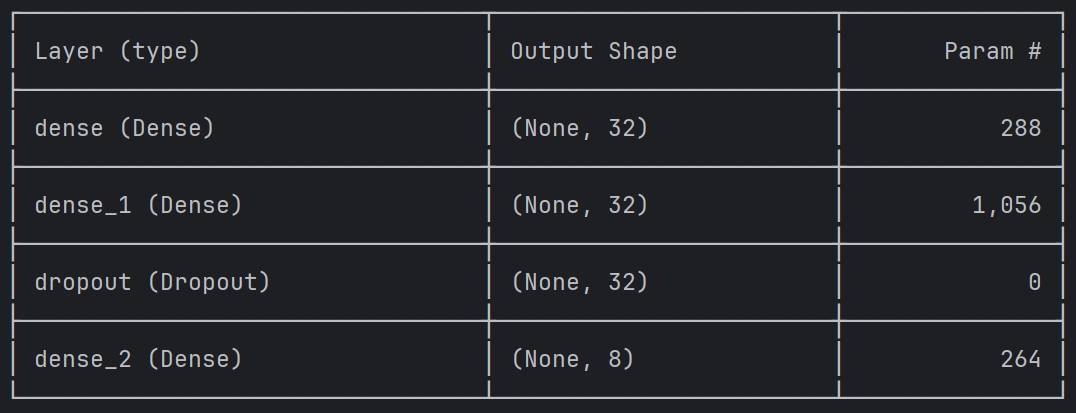 Layer (type) Output Shape Param #
dense (Dense) (None, 32) 288
dense_1 (Dense) (None, 32) 1,056
dropout (Dropout) (None, 32) 0
dense_2 (Dense) (None, 8) 264